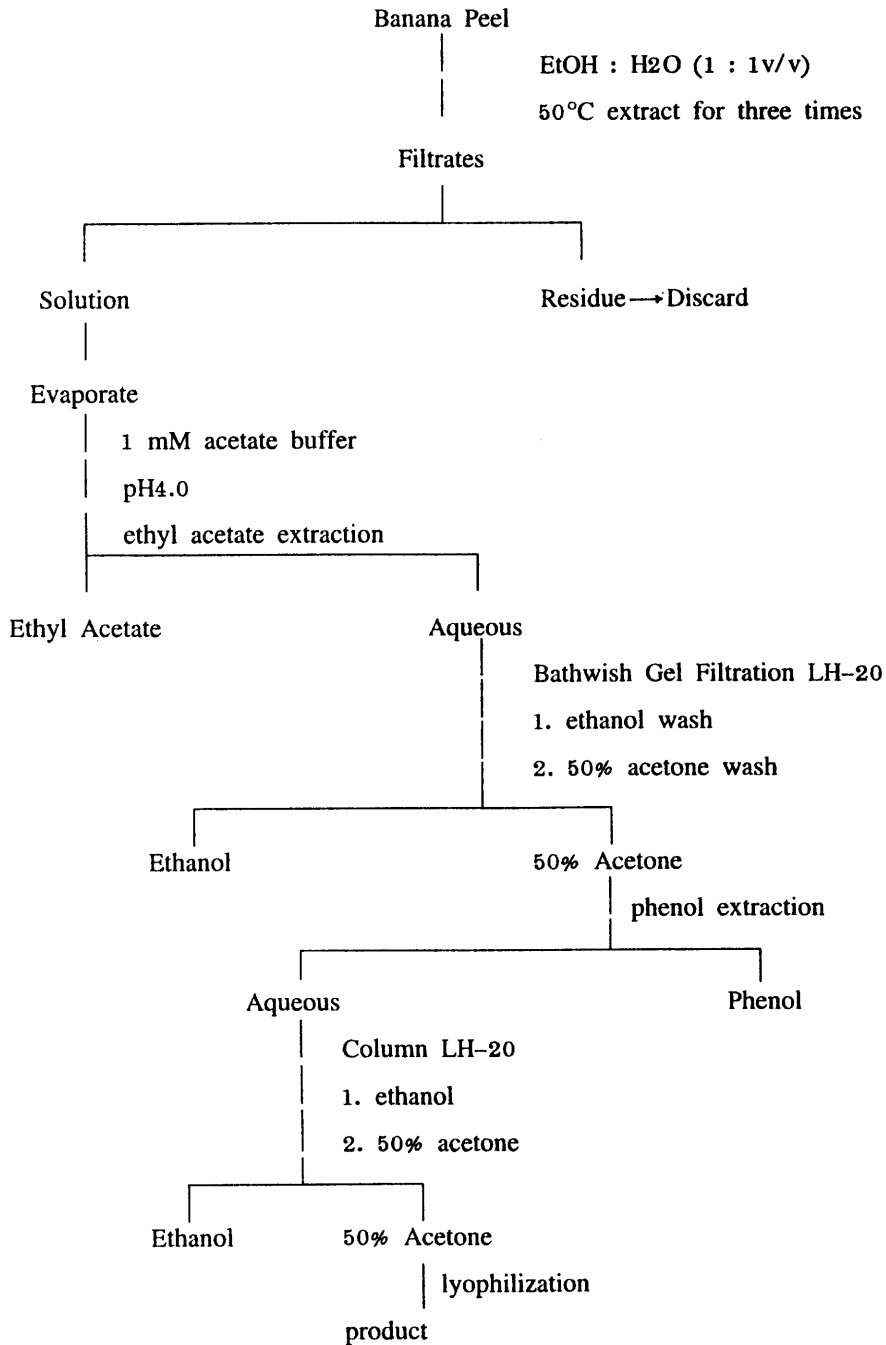 Banana Peel
EtOH : H2O (1 : 1v/v)
50°C extract for three times
Filtrates
Solution
Residue→Discard
Evaporate
1 mM acetate buffer
pH4.0
ethyl acetate extraction
Ethyl Acetate
Aqueous
Bathwish Gel Filtration LH-20
1. ethanol wash
2. 50% acetone wash
Ethanol
50% Acetone
phenol extraction
Aqueous
Phenol
Column LH-20
1. ethanol
2. 50% acetone
Ethanol
50% Acetone
lyophilization
product